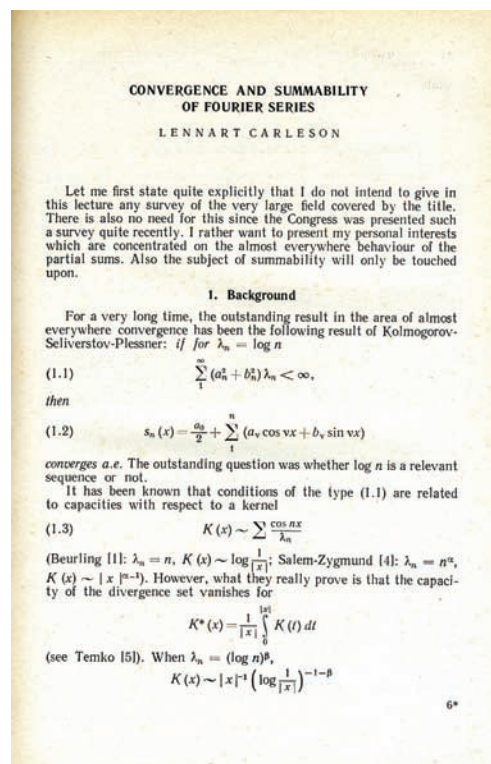 CONVERGENCE AND SUMMABILITY
OF FOURIER SERIES
LENNART CARLESON
Let me first state quite explicitly that I do not intend to give in
this lecture any survey of the very large field covered by the title.
There is also no need for this since the Congress was presented such
a survey quite recently. I rather want to present my personal interests
which are concentrated on the almost everywhere behaviour of the
partial sums. Also the subject of summability will only be touched
upon.
1. Background
For a very long time, the outstanding result in the area of almost
everywhere convergence has been the following result of Kolmogorov-
Seliverstov-Plessner: if for λₙ = log n
(1.1) ∑₁^∞ (aₙ² + bₙ²) λₙ < ∞,
then
(1.2) sₙ (x) = a₀/2 + ∑₁ⁿ (aᵥ cos νx + bᵥ sin νx)
converges a.e. The outstanding question was whether log n is a relevant
sequence or not.
It has been known that conditions of the type (1.1) are related
to capacities with respect to a kernel
(1.3) K (x) ~ ∑ cos nx/λₙ
(Beurling [1]: λₙ = n, K (x) ~ log 1/|x|; Salem-Zygmund [4]: λₙ = n^α,
K (x) ~ | x |^(α-1)). However, what they really prove is that the capaci-
ty of the divergence set vanishes for
K* (x) = 1/|x| ∫₀^|x| K (t) dt
(see Temko [5]). When λₙ = (log n)^β,
K (x) ~ | x |⁻¹ (log 1/|x|)^(-1-β)
6*